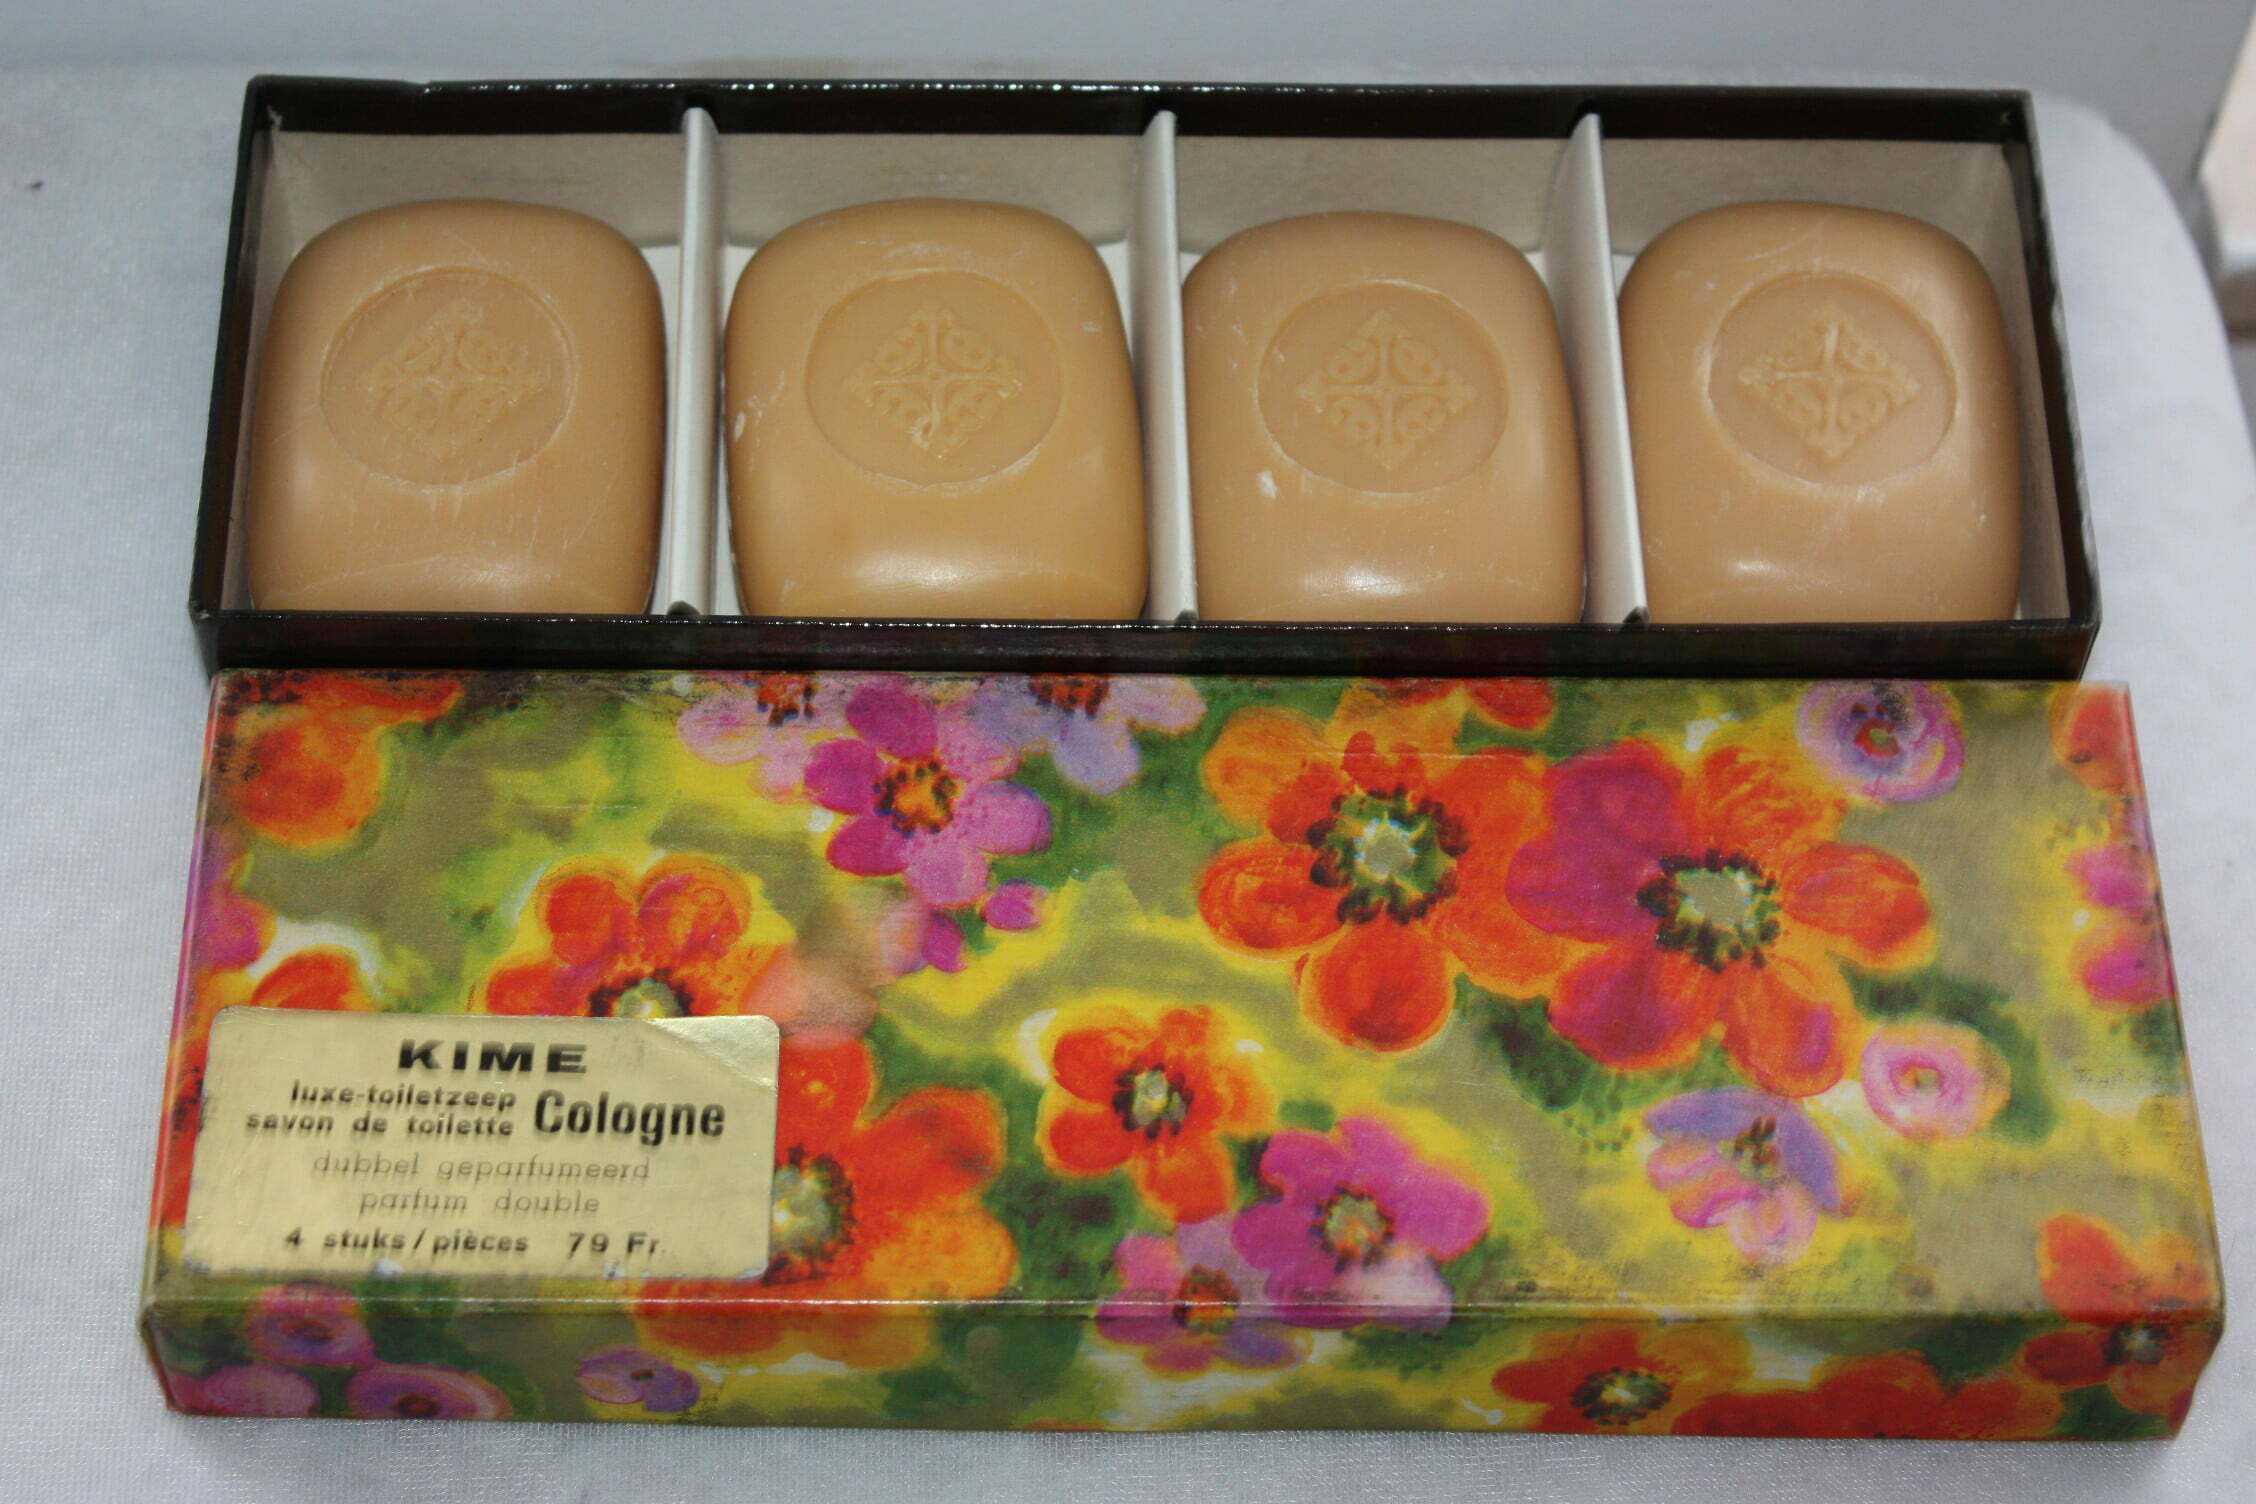 KIME
luxe-toiletzeep
savon de toilette Cologne
dubbel geparfumeerd
parfum double
4 stuks/pièces 79 Fr.